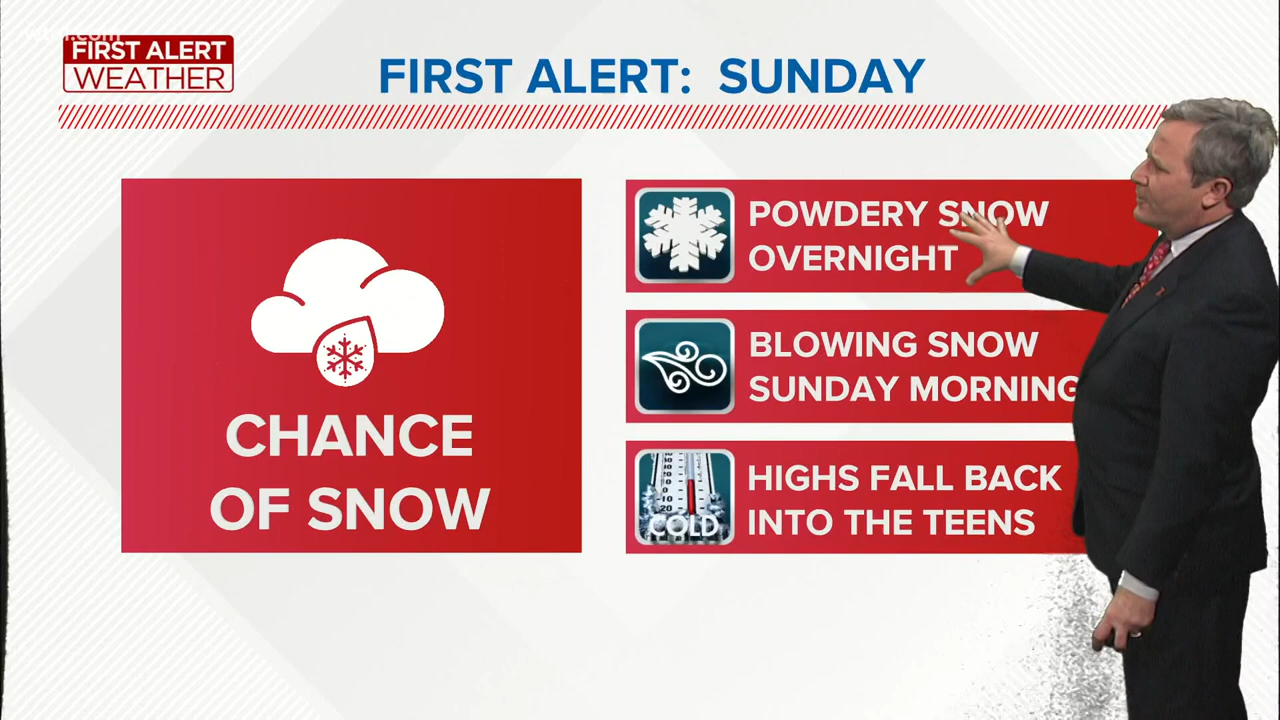 FIRST ALERT
WEATHER
FIRST ALERT: SUNDAY
CHANCE
OF SNOW
POWDERY SNOW
OVERNIGHT
BLOWING SNOW
SUNDAY MORNING
COLD
HIGHS FALL BACK
INTO THE TEENS